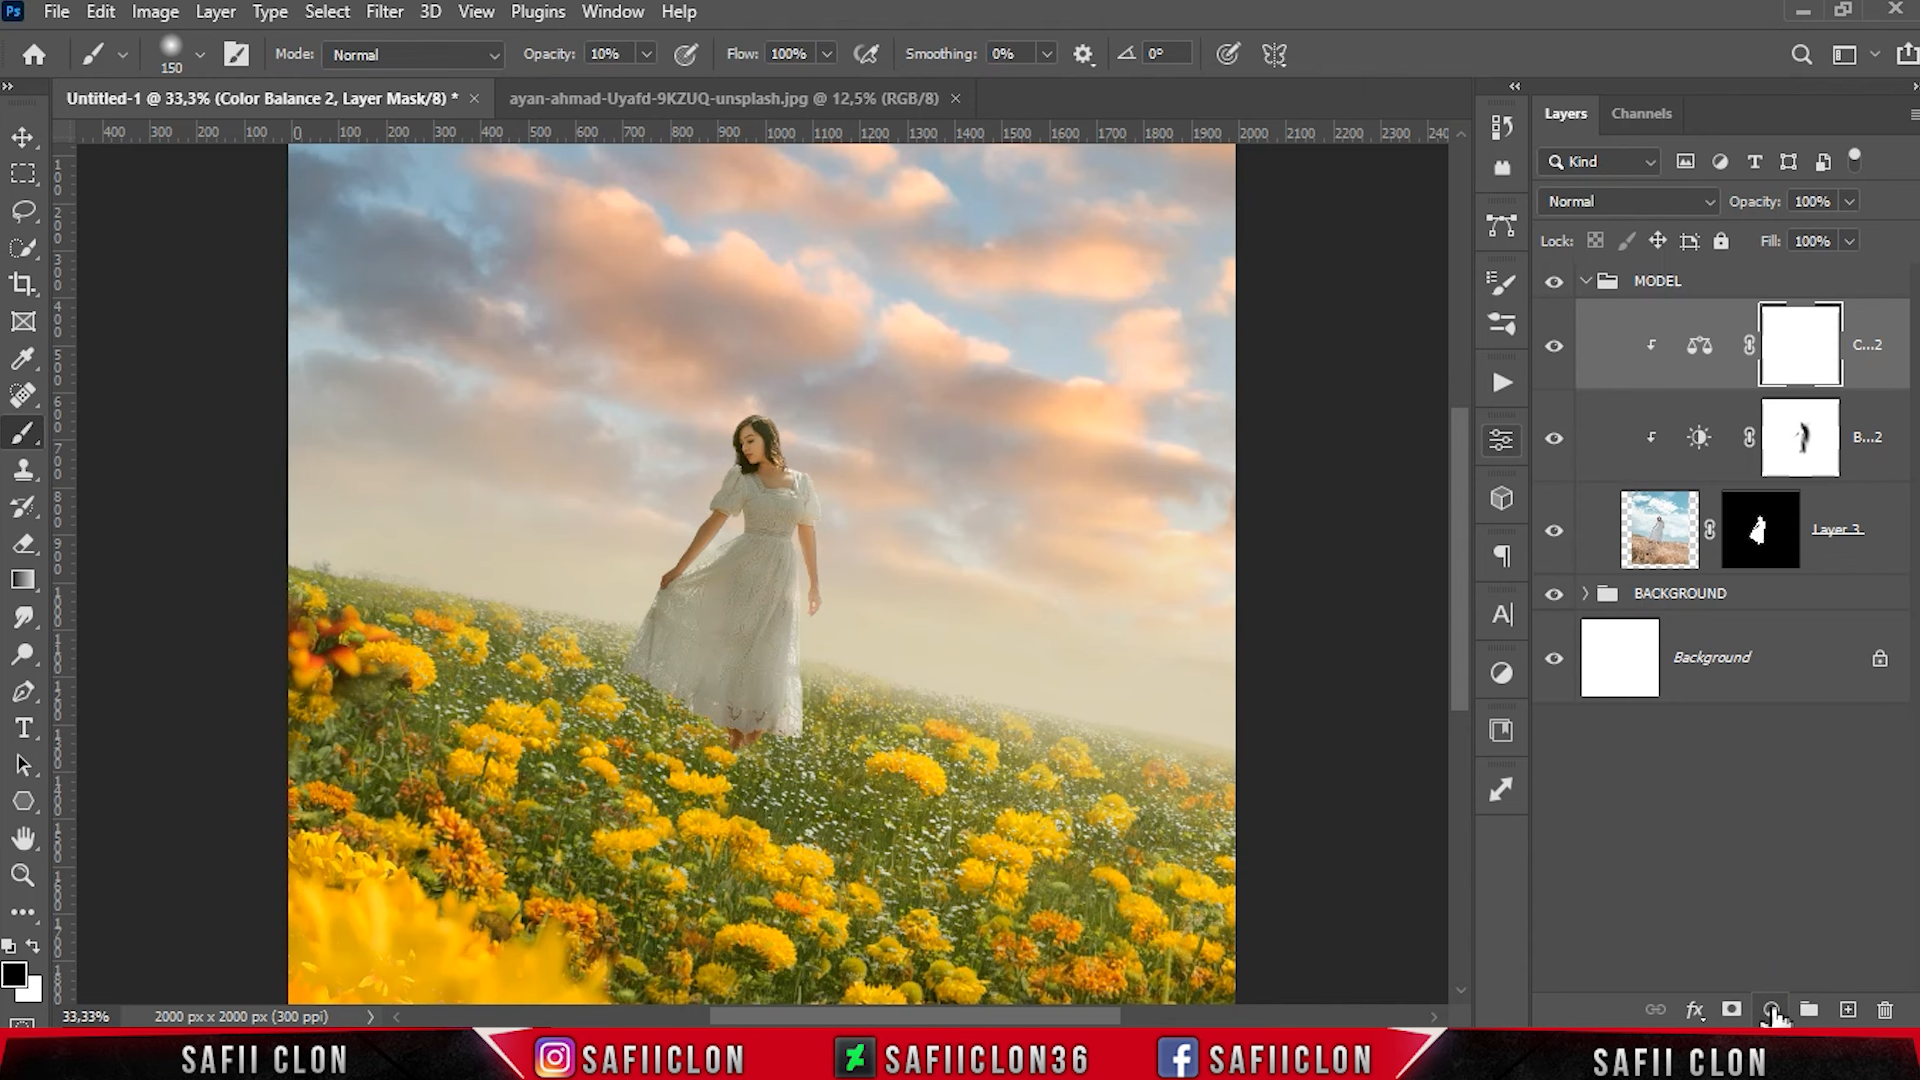 Ps File Edit Image Layer Type Select Filter 3D View Plugins Window Help
150 Mode: Normal Opacity: 10% Flow: 100% Smoothing: 0% 0°
Untitled-1 @ 33,3% (Color Balance 2, Layer Mask/8) * ayan-ahmad-Uyafd-9KZUQ-unsplash.jpg @ 12,5% (RGB/8)
400 300 200 100 0 100 200 300 400 500 600 700 800 900 1000 1100 1200 1300 1400 1500 1600 1700 1800 1900 2000 2100 2200 2300 240
Layers Channels
Kind
Normal Opacity: 100%
Lock: Fill: 100%
MODEL
C...2
B...2
Layer 3
BACKGROUND
Background
33,33% 2000 px x 2000 px (300 ppi)
SAFII CLON SAFIICLON SAFIICLON36 SAFIICLON SAFII CLON